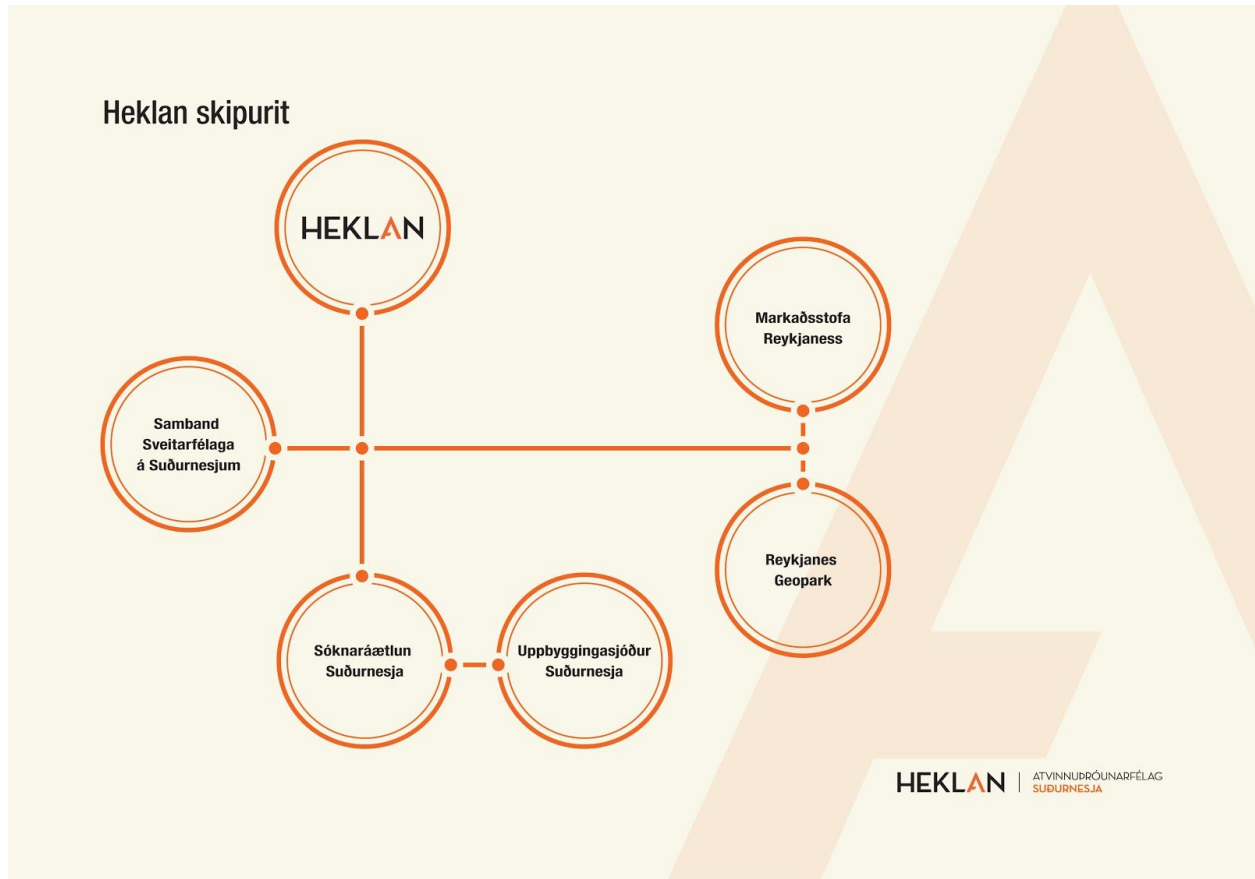 Heklan skipurit
HEKLAN
Markaðsstofa
Reykjaness
Samband
Sveitarfélaga
á Suðurnesjum
Reykjanes
Geopark
Sóknaráætlun
Suðurnesja
Uppbyggingasjóður
Suðurnesja
HEKLAN
ATVINNUÞRÓUNARFÉLAG
SUÐURNESJA